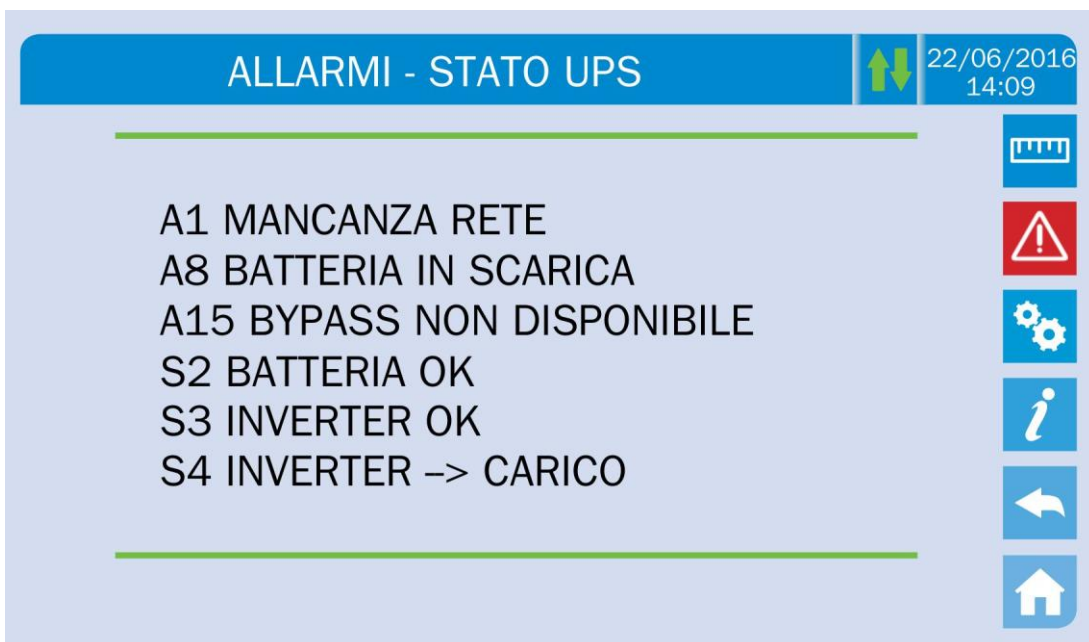 ALLARMI - STATO UPS
22/06/2016
14:09
A1 MANCANZA RETE
A8 BATTERIA IN SCARICA
A15 BYPASS NON DISPONIBILE
S2 BATTERIA OK
S3 INVERTER OK
S4 INVERTER –> CARICO